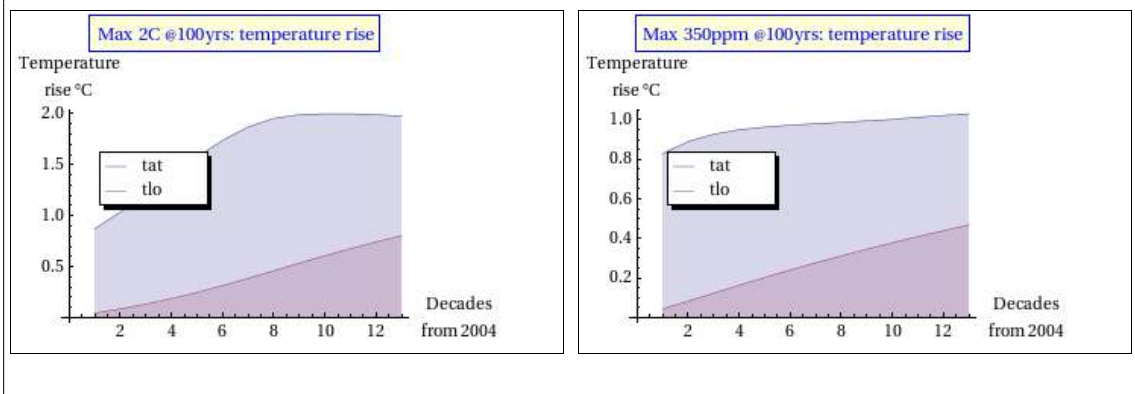 Max 2C @100yrs: temperature rise
Temperature
rise °C
2.0
1.5
1.0
0.5
tat
tlo
2 4 6 8 10 12
Decades
from 2004
Max 350ppm @100yrs: temperature rise
Temperature
rise °C
1.0
0.8
0.6
0.4
0.2
tat
tlo
2 4 6 8 10 12
Decades
from 2004